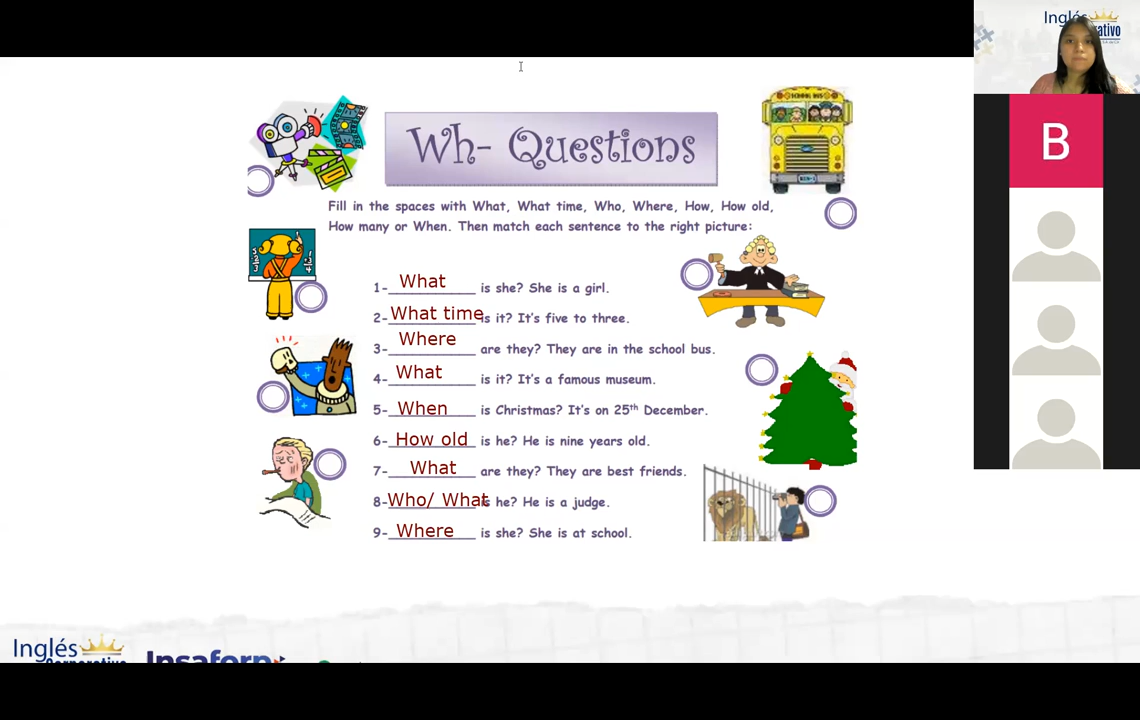 Inglés
rativo
SCHOOL BUS
Wh- Questions
Fill in the spaces with What, What time, Who, Where, How, How old,
How many or When. Then match each sentence to the right picture:
B
1- What is she? She is a girl.
2- What time is it? It's five to three.
3- Where are they? They are in the school bus.
4- What is it? It's a famous museum.
5- When is Christmas? It's on 25th December.
6- How old is he? He is nine years old.
7- What are they? They are best friends.
8- Who/ What is he? He is a judge.
9- Where is she? She is at school.
Inglés
Corporativo
Insaforp